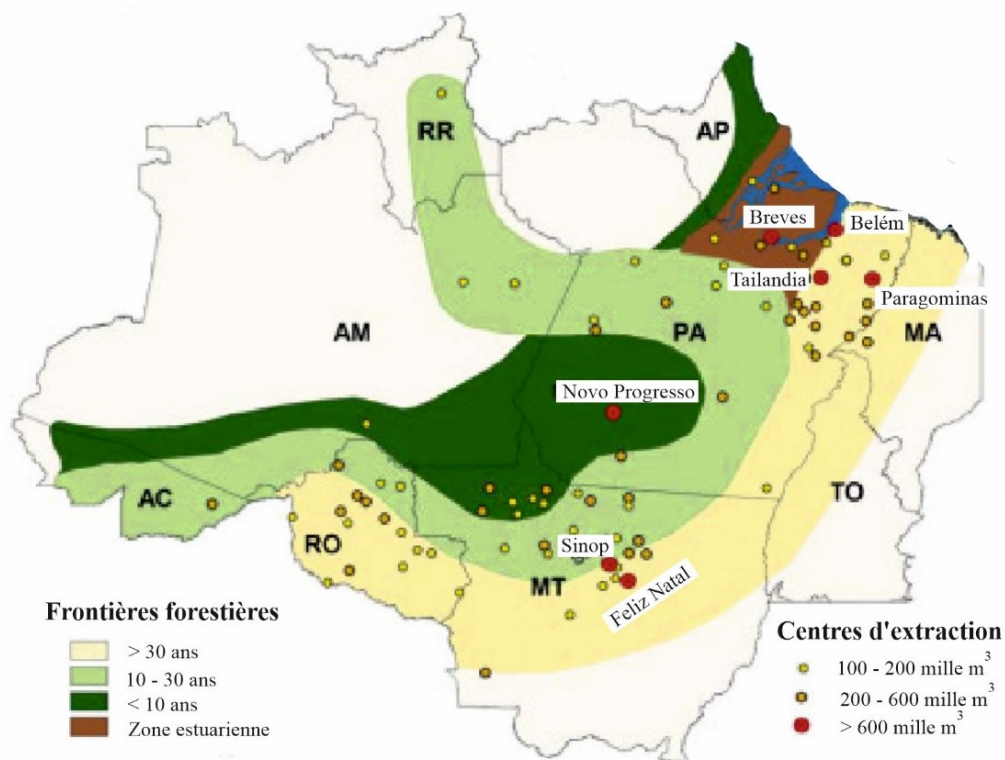 RR
AP
Breves
Belém
Tailandia
Paragominas
AM
PA
MA
Novo Progresso
AC
TO
RO
Sinop
MT
Feliz Natal
Frontières forestières
> 30 ans
10 - 30 ans
< 10 ans
Zone estuarienne
Centres d'extraction
100 - 200 mille m³
200 - 600 mille m³
> 600 mille m³